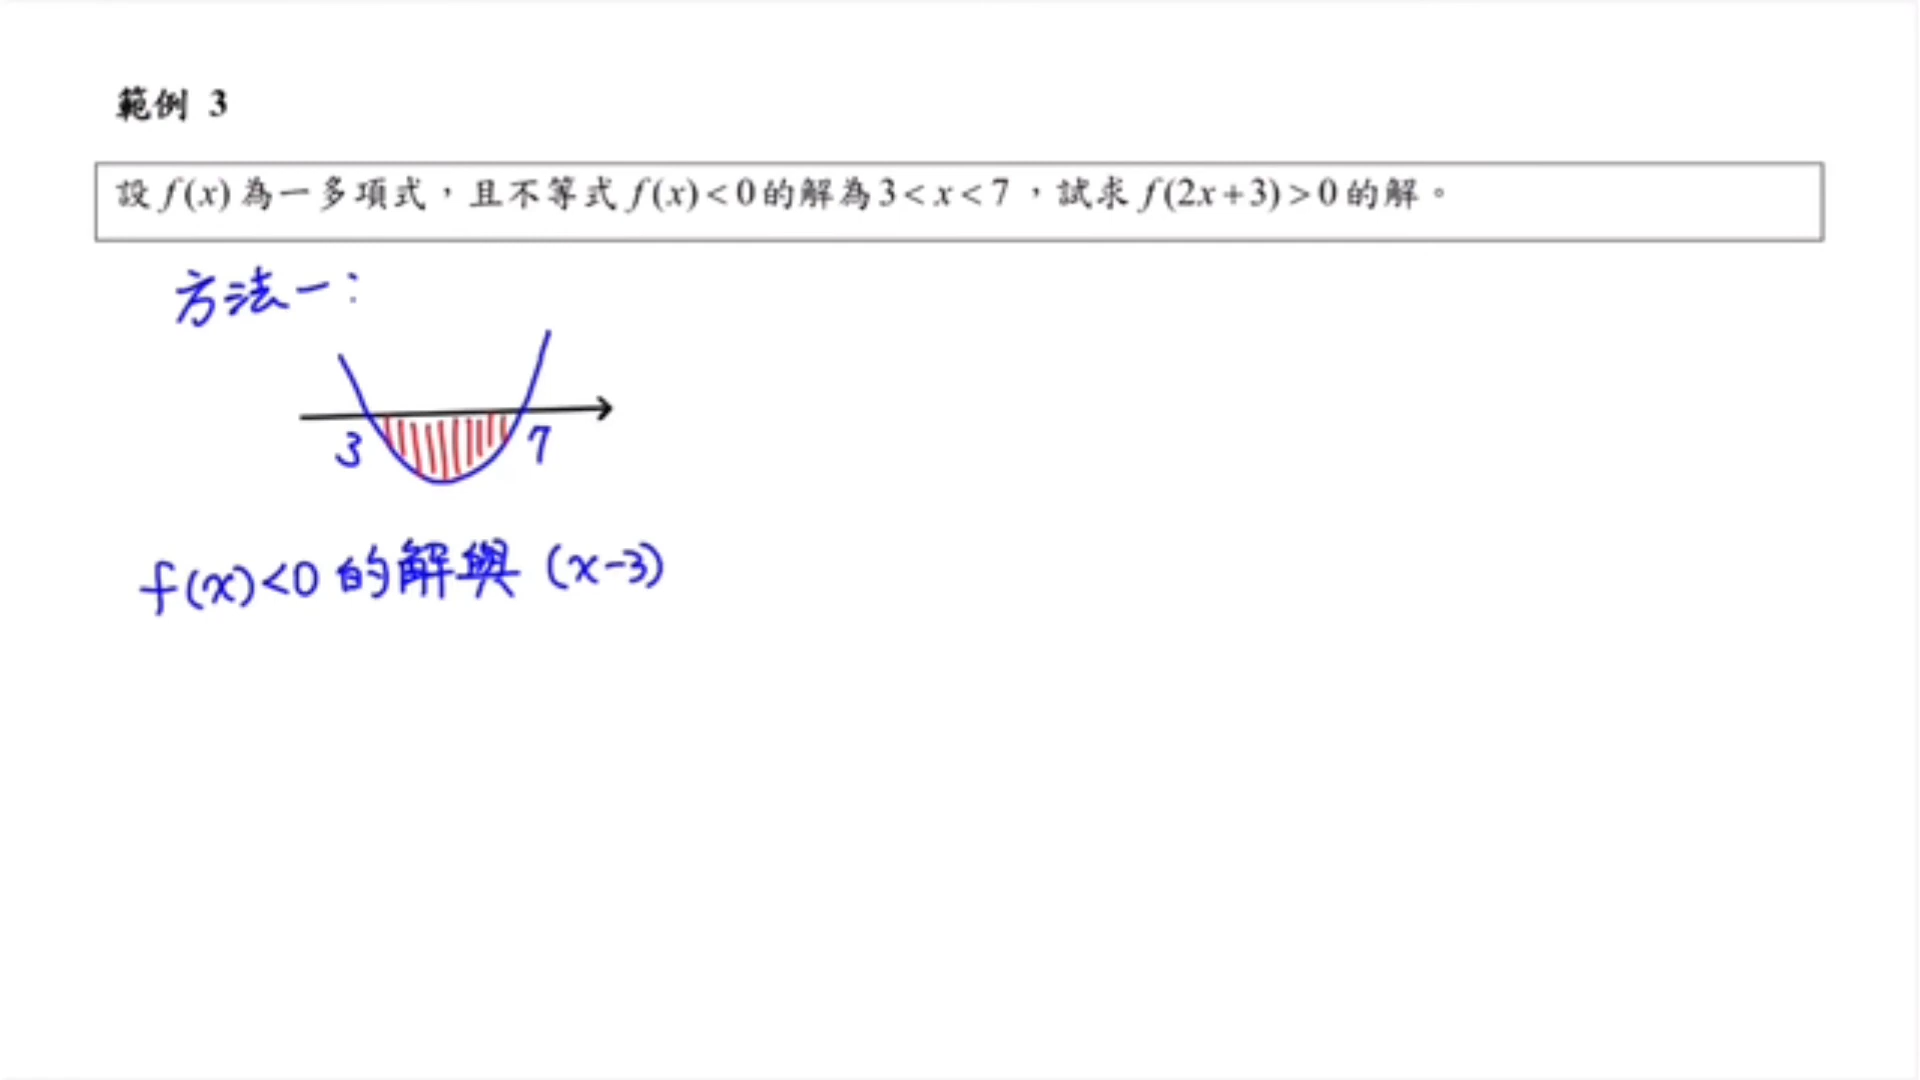 範例 3
設 f(x) 為一多項式，且不等式 f(x)<0 的解為 3<x<7，試求 f(2x+3)>0 的解。
方法一：
3 7
f(x)<0 的解與 (x-3)